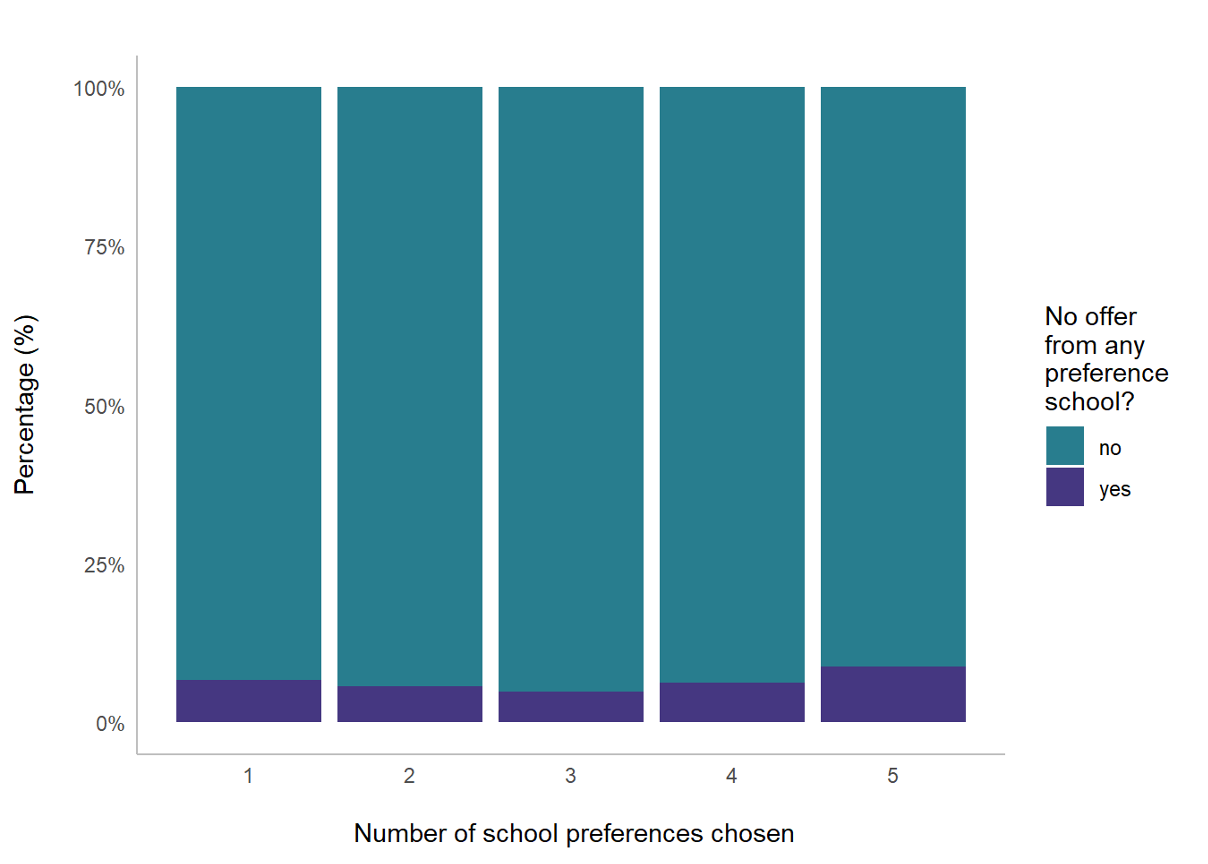 100%
75%
50%
25%
0%
Percentage (%)
1 2 3 4 5
Number of school preferences chosen
No offer
from any
preference
school?
no
yes